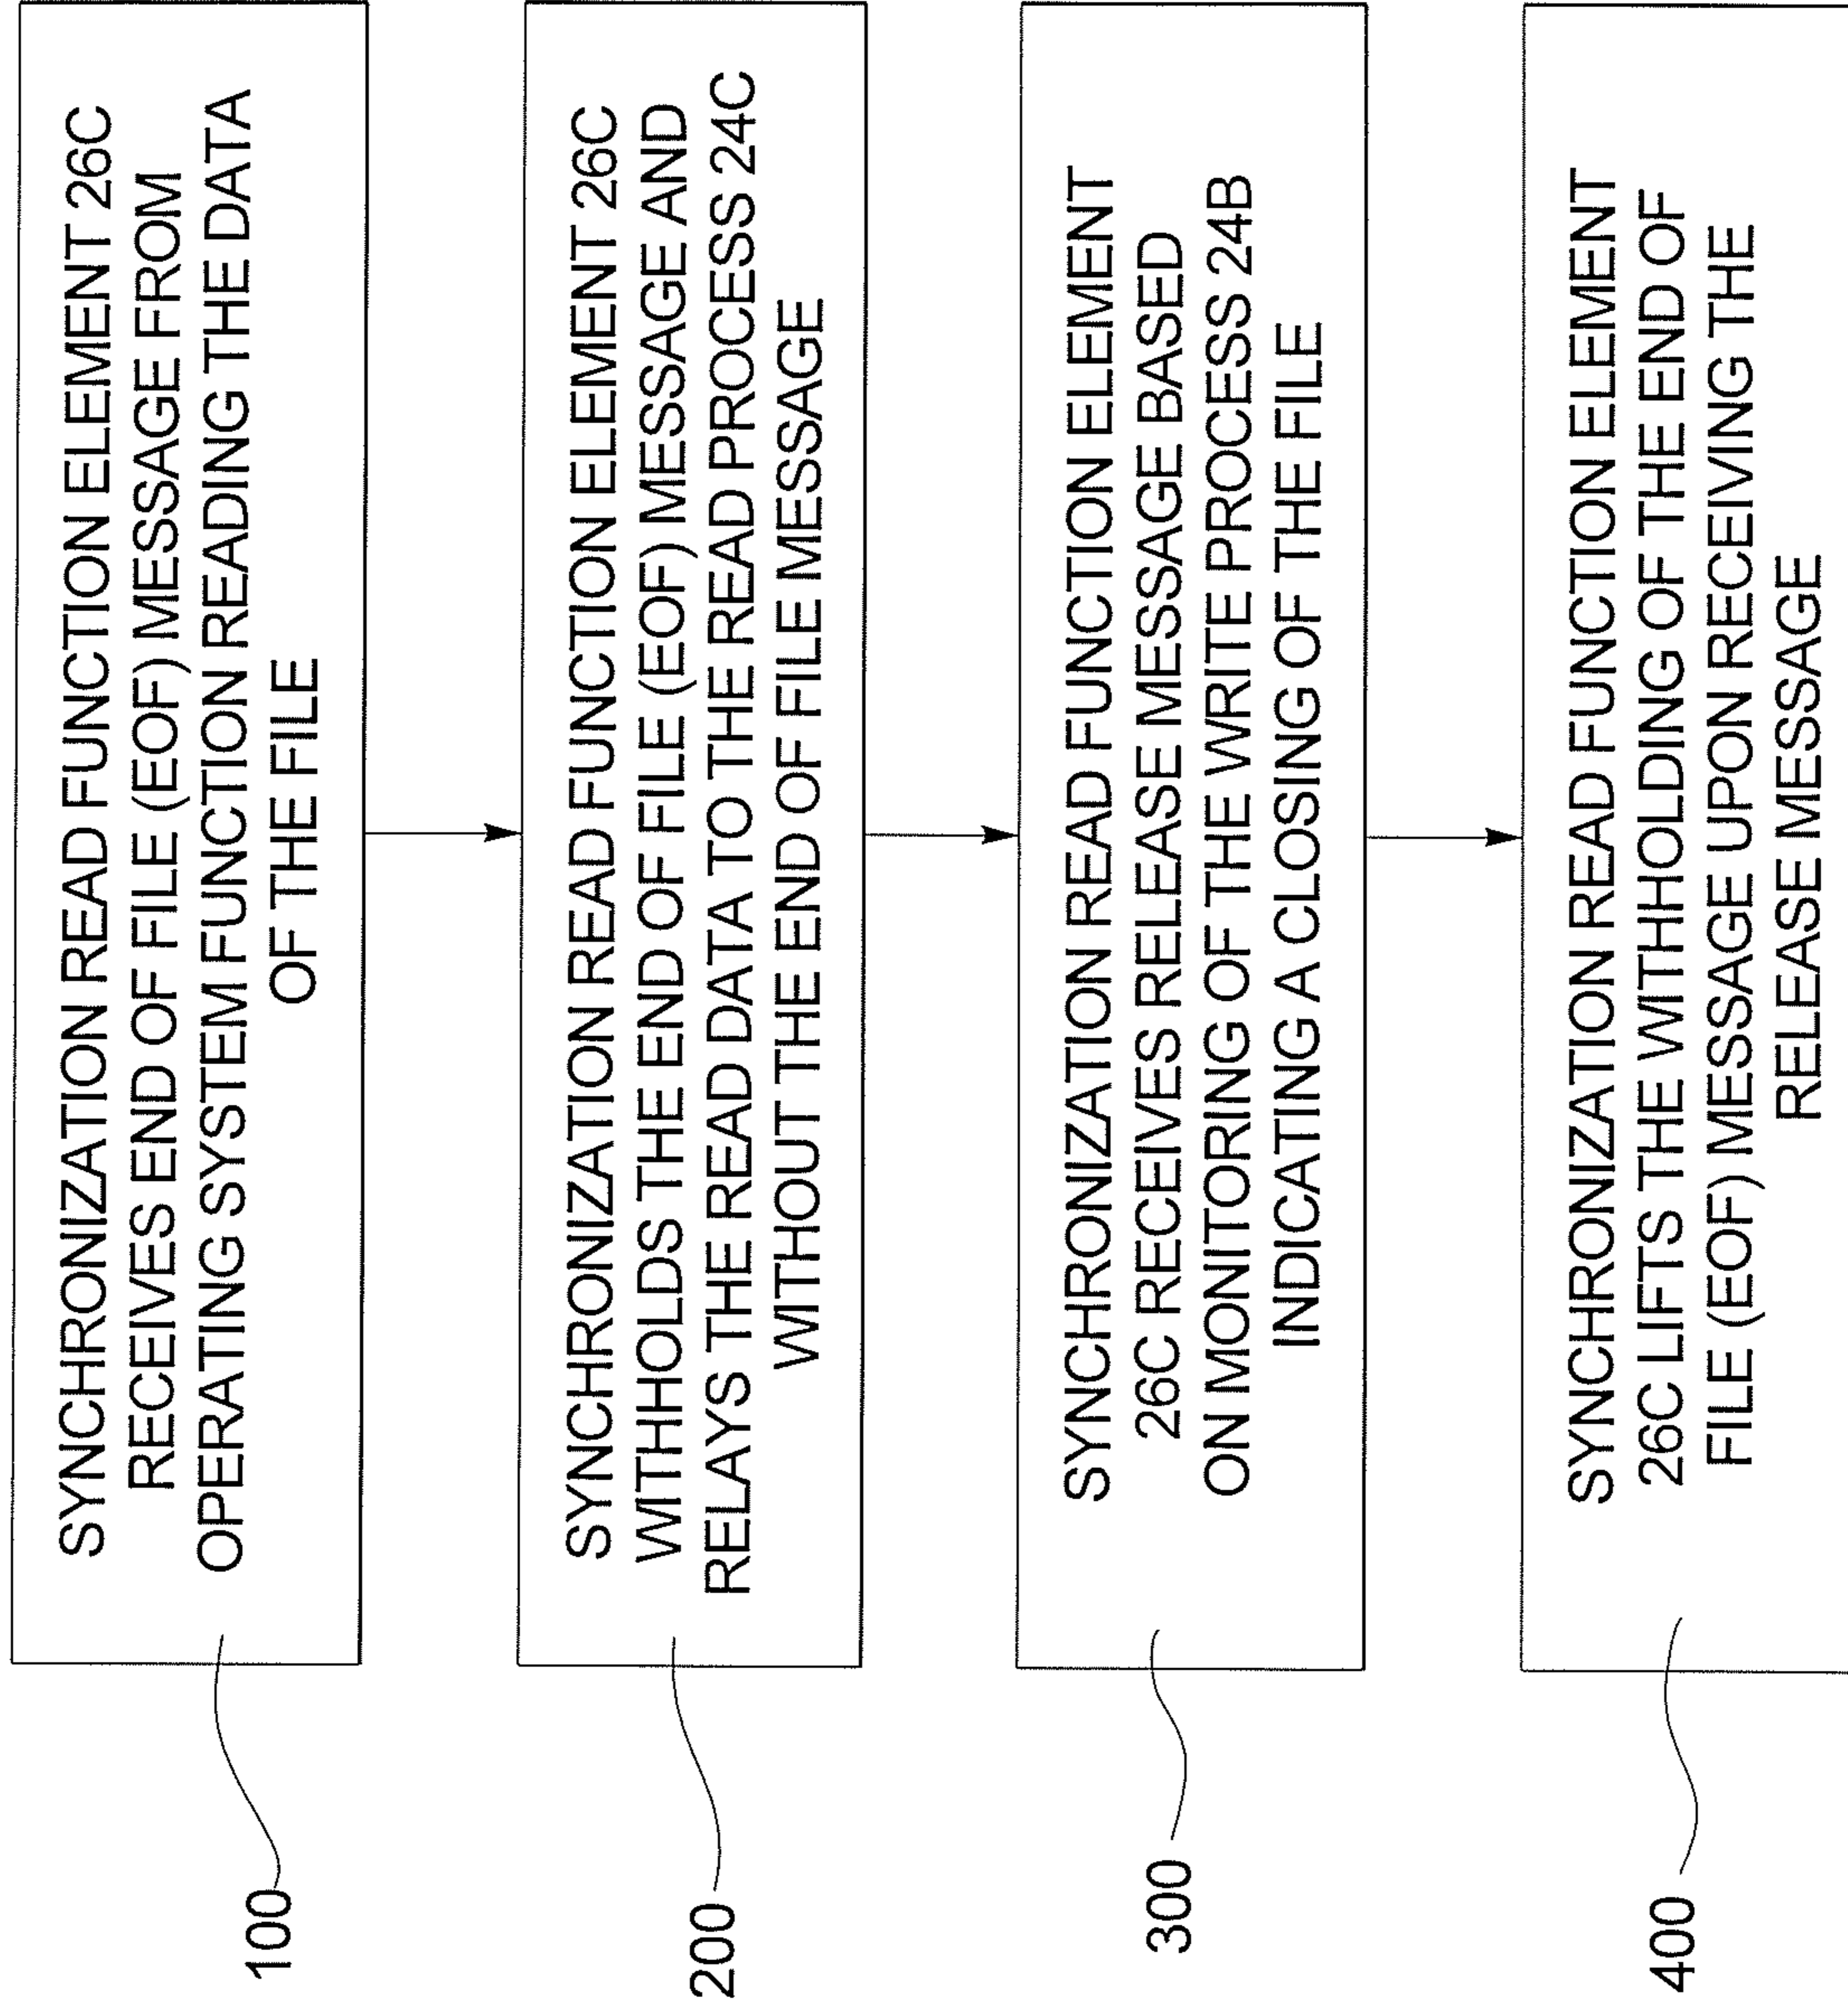 100
SYNCHRONIZATION READ FUNCTION ELEMENT 26C
RECEIVES END OF FILE (EOF) MESSAGE FROM
OPERATING SYSTEM FUNCTION READING THE DATA
OF THE FILE
200
SYNCHRONIZATION READ FUNCTION ELEMENT 26C
WITHHOLDS THE END OF FILE (EOF) MESSAGE AND
RELAYS THE READ DATA TO THE READ PROCESS 24C
WITHOUT THE END OF FILE MESSAGE
300
SYNCHRONIZATION READ FUNCTION ELEMENT
26C RECEIVES RELEASE MESSAGE BASED
ON MONITORING OF THE WRITE PROCESS 24B
INDICATING A CLOSING OF THE FILE
400
SYNCHRONIZATION READ FUNCTION ELEMENT
26C LIFTS THE WITHHOLDING OF THE END OF
FILE (EOF) MESSAGE UPON RECEIVING THE
RELEASE MESSAGE